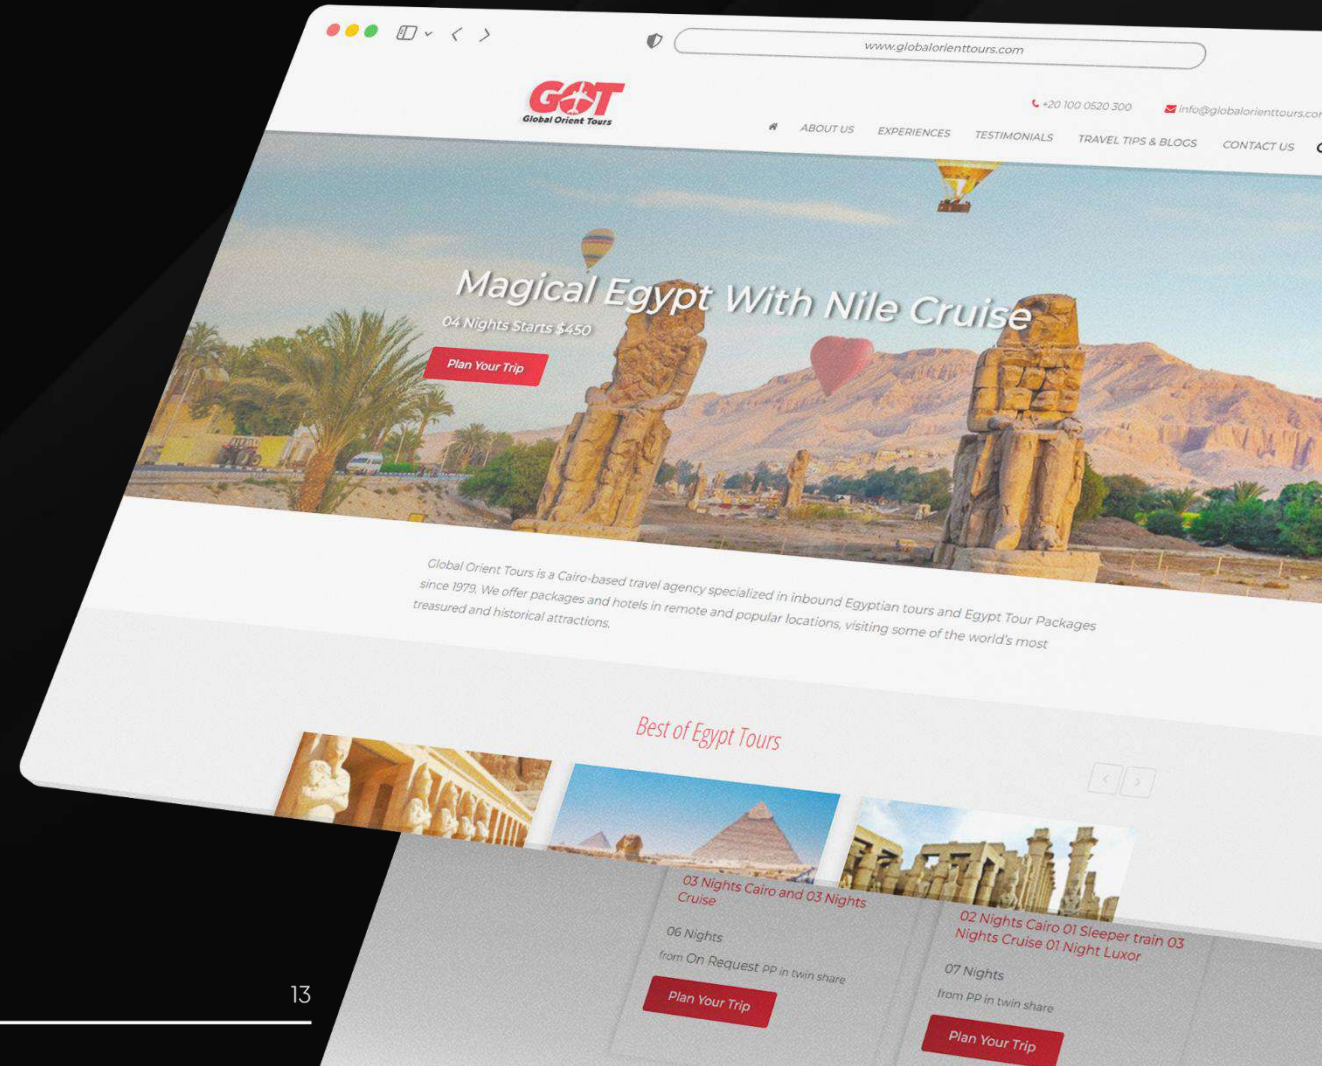 www.globalorienttours.com
GOT
Global Orient Tours
+20 100 0520 300
info@globalorienttours.com
ABOUT US
EXPERIENCES
TESTIMONIALS
TRAVEL TIPS & BLOGS
CONTACT US
Magical Egypt With Nile Cruise
04 Nights Starts $450
Plan Your Trip
Global Orient Tours is a Cairo-based travel agency specialized in inbound Egyptian tours and Egypt Tour Packages
since 1979, We offer packages and hotels in remote and popular locations, visiting some of the world's most
treasured and historical attractions.
Best of Egypt Tours
03 Nights Cairo and 03 Nights
Cruise
06 Nights
from On Request PP in twin share
Plan Your Trip
02 Nights Cairo 01 Sleeper train 03
Nights Cruise 01 Night Luxor
07 Nights
from PP in twin share
Plan Your Trip
13